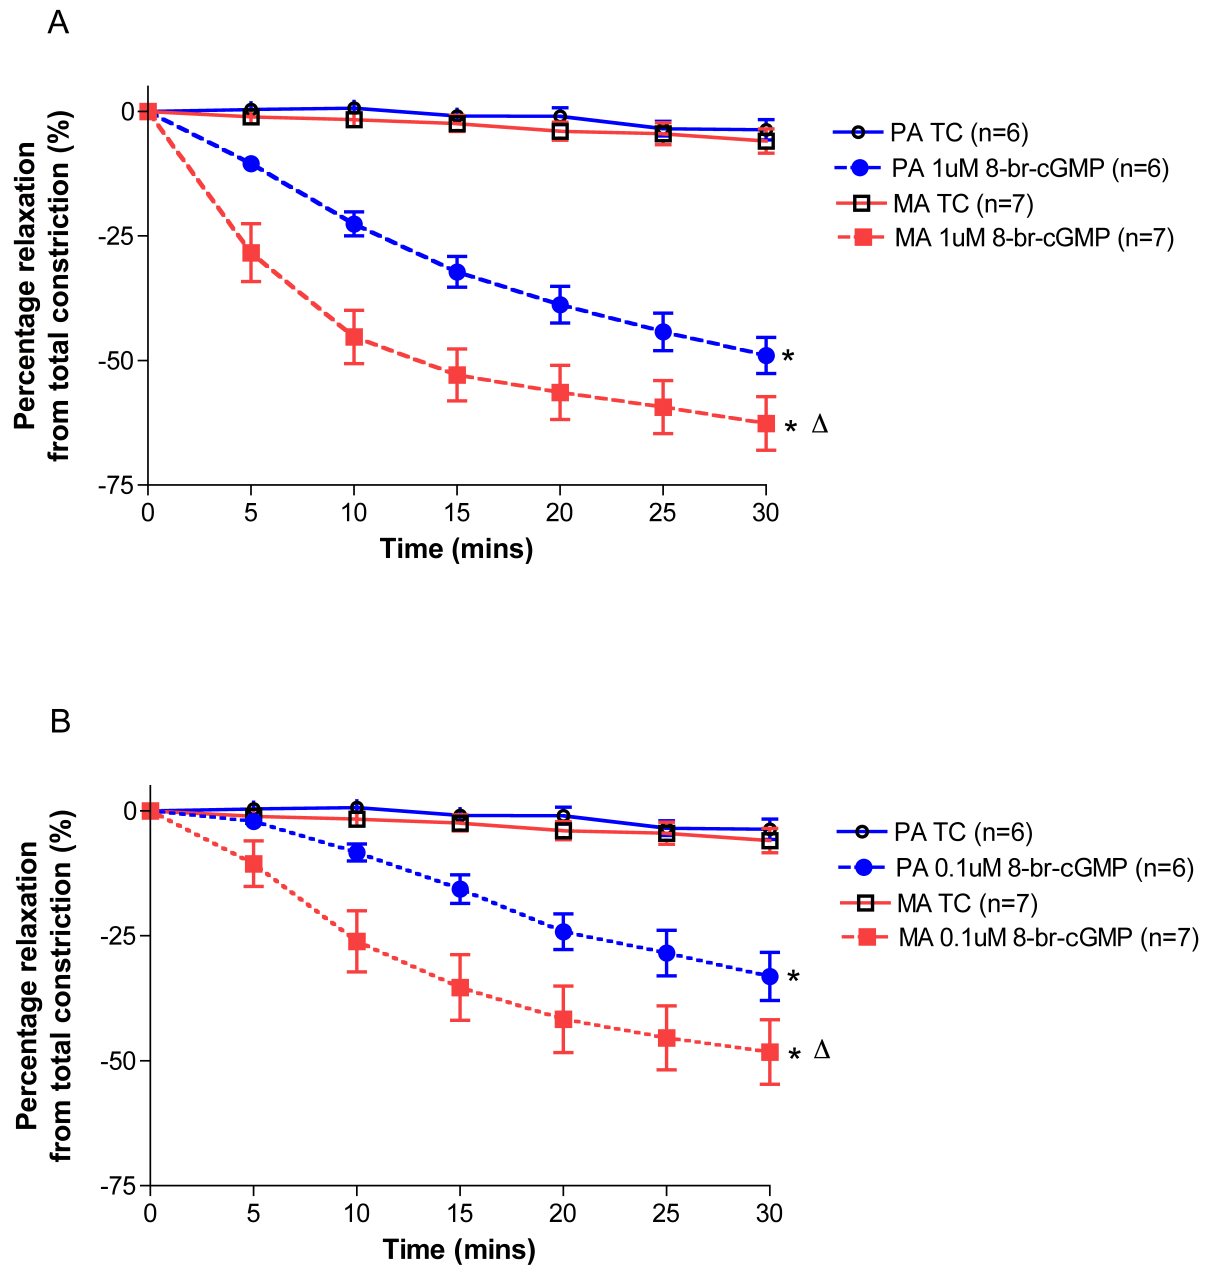 A
Percentage relaxation
from total constriction (%)
0
-25
-50
-75
0 5 10 15 20 25 30
Time (mins)
* 
* Δ
PA TC (n=6)
PA 1uM 8-br-cGMP (n=6)
MA TC (n=7)
MA 1uM 8-br-cGMP (n=7)
B
Percentage relaxation
from total constriction (%)
0
-25
-50
-75
0 5 10 15 20 25 30
Time (mins)
*
* Δ
PA TC (n=6)
PA 0.1uM 8-br-cGMP (n=6)
MA TC (n=7)
MA 0.1uM 8-br-cGMP (n=7)